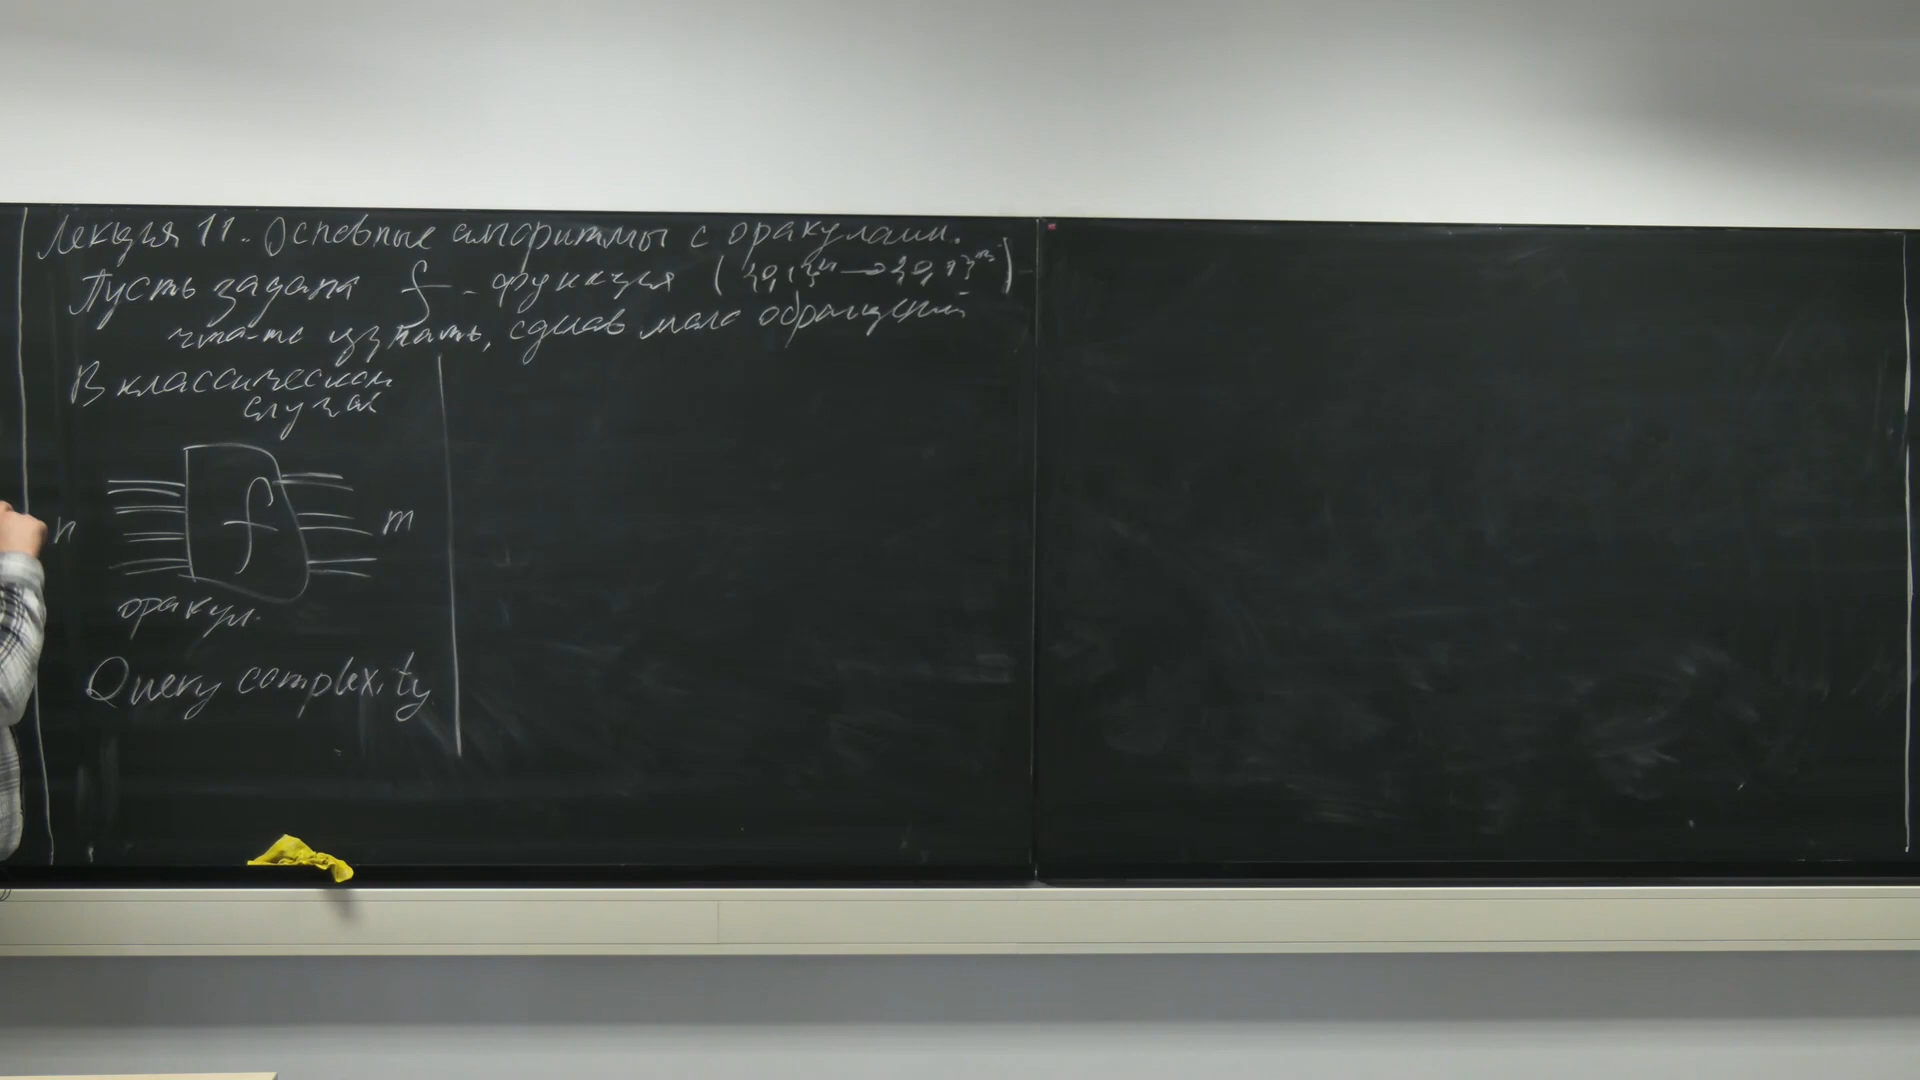 Лекция 11. Основные алгоритмы с оракулами.
Пусть задана f - функция ( {0,1}ⁿ → {0,1}ᵐ )
что-то узнать, сделав мало обращений
В классическом
случае
n f m
оракул.
Query complexity